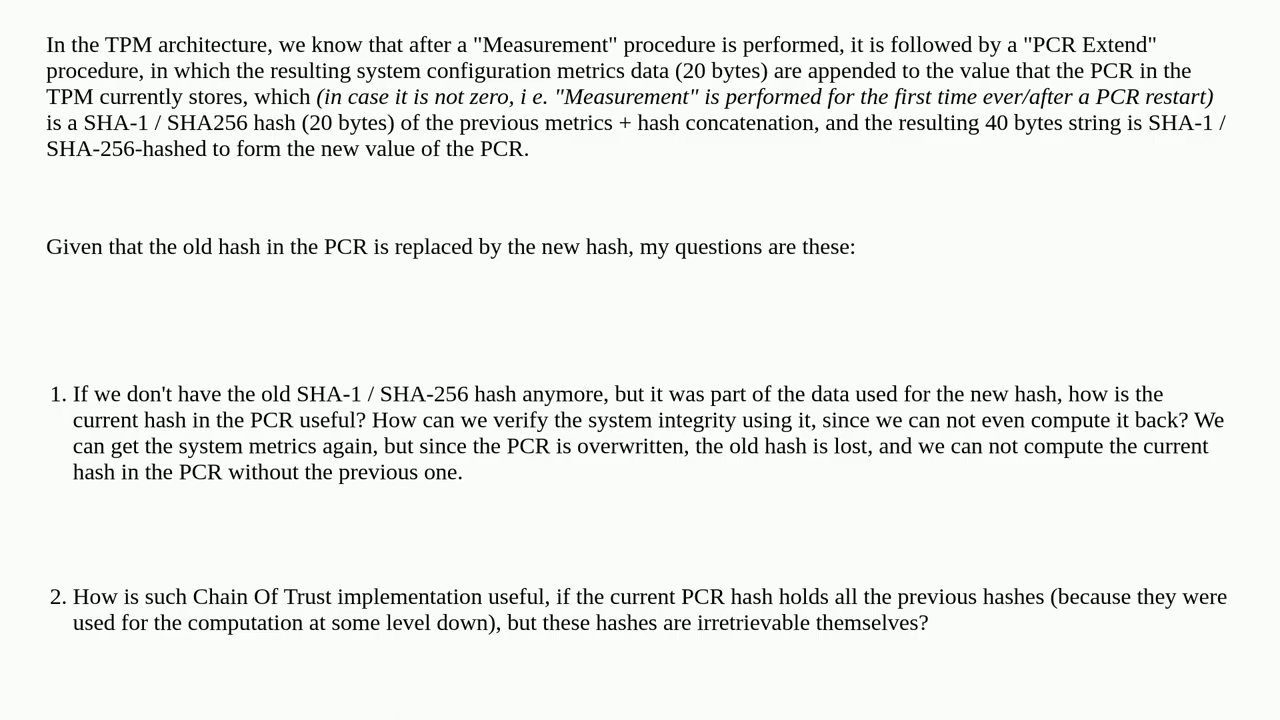 In the TPM architecture, we know that after a "Measurement" procedure is performed, it is followed by a "PCR Extend"
procedure, in which the resulting system configuration metrics data (20 bytes) are appended to the value that the PCR in the
TPM currently stores, which (in case it is not zero, i e. "Measurement" is performed for the first time ever/after a PCR restart)
is a SHA-1 / SHA256 hash (20 bytes) of the previous metrics + hash concatenation, and the resulting 40 bytes string is SHA-1 /
SHA-256-hashed to form the new value of the PCR.
Given that the old hash in the PCR is replaced by the new hash, my questions are these:
1. If we don't have the old SHA-1 / SHA-256 hash anymore, but it was part of the data used for the new hash, how is the
current hash in the PCR useful? How can we verify the system integrity using it, since we can not even compute it back? We
can get the system metrics again, but since the PCR is overwritten, the old hash is lost, and we can not compute the current
hash in the PCR without the previous one.
2. How is such Chain Of Trust implementation useful, if the current PCR hash holds all the previous hashes (because they were
used for the computation at some level down), but these hashes are irretrievable themselves?